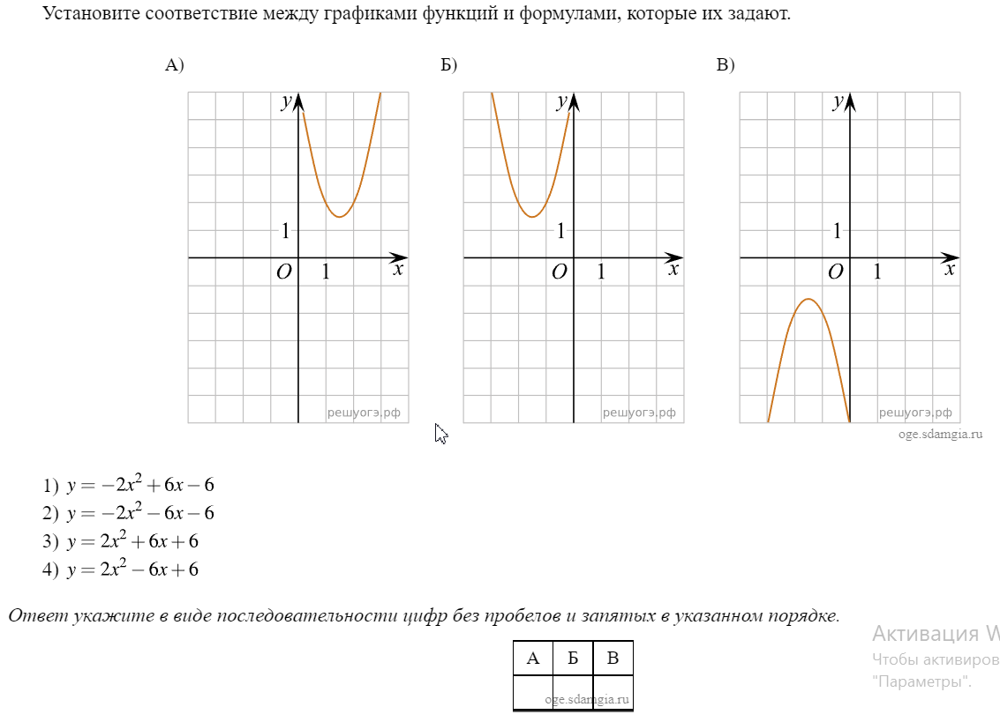 Установите соответствие между графиками функций и формулами, которые их задают.
А) Б) В)
y y y
1 1 1
O 1 x O 1 x O 1 x
решуогэ.рф решуогэ.рф решуогэ.рф
oge.sdamgia.ru
1) y = −2x² + 6x − 6
2) y = −2x² − 6x − 6
3) y = 2x² + 6x + 6
4) y = 2x² − 6x + 6
Ответ укажите в виде последовательности цифр без пробелов и запятых в указанном порядке.
А Б В
oge.sdamgia.ru
Активация W
Чтобы активиров
"Параметры".